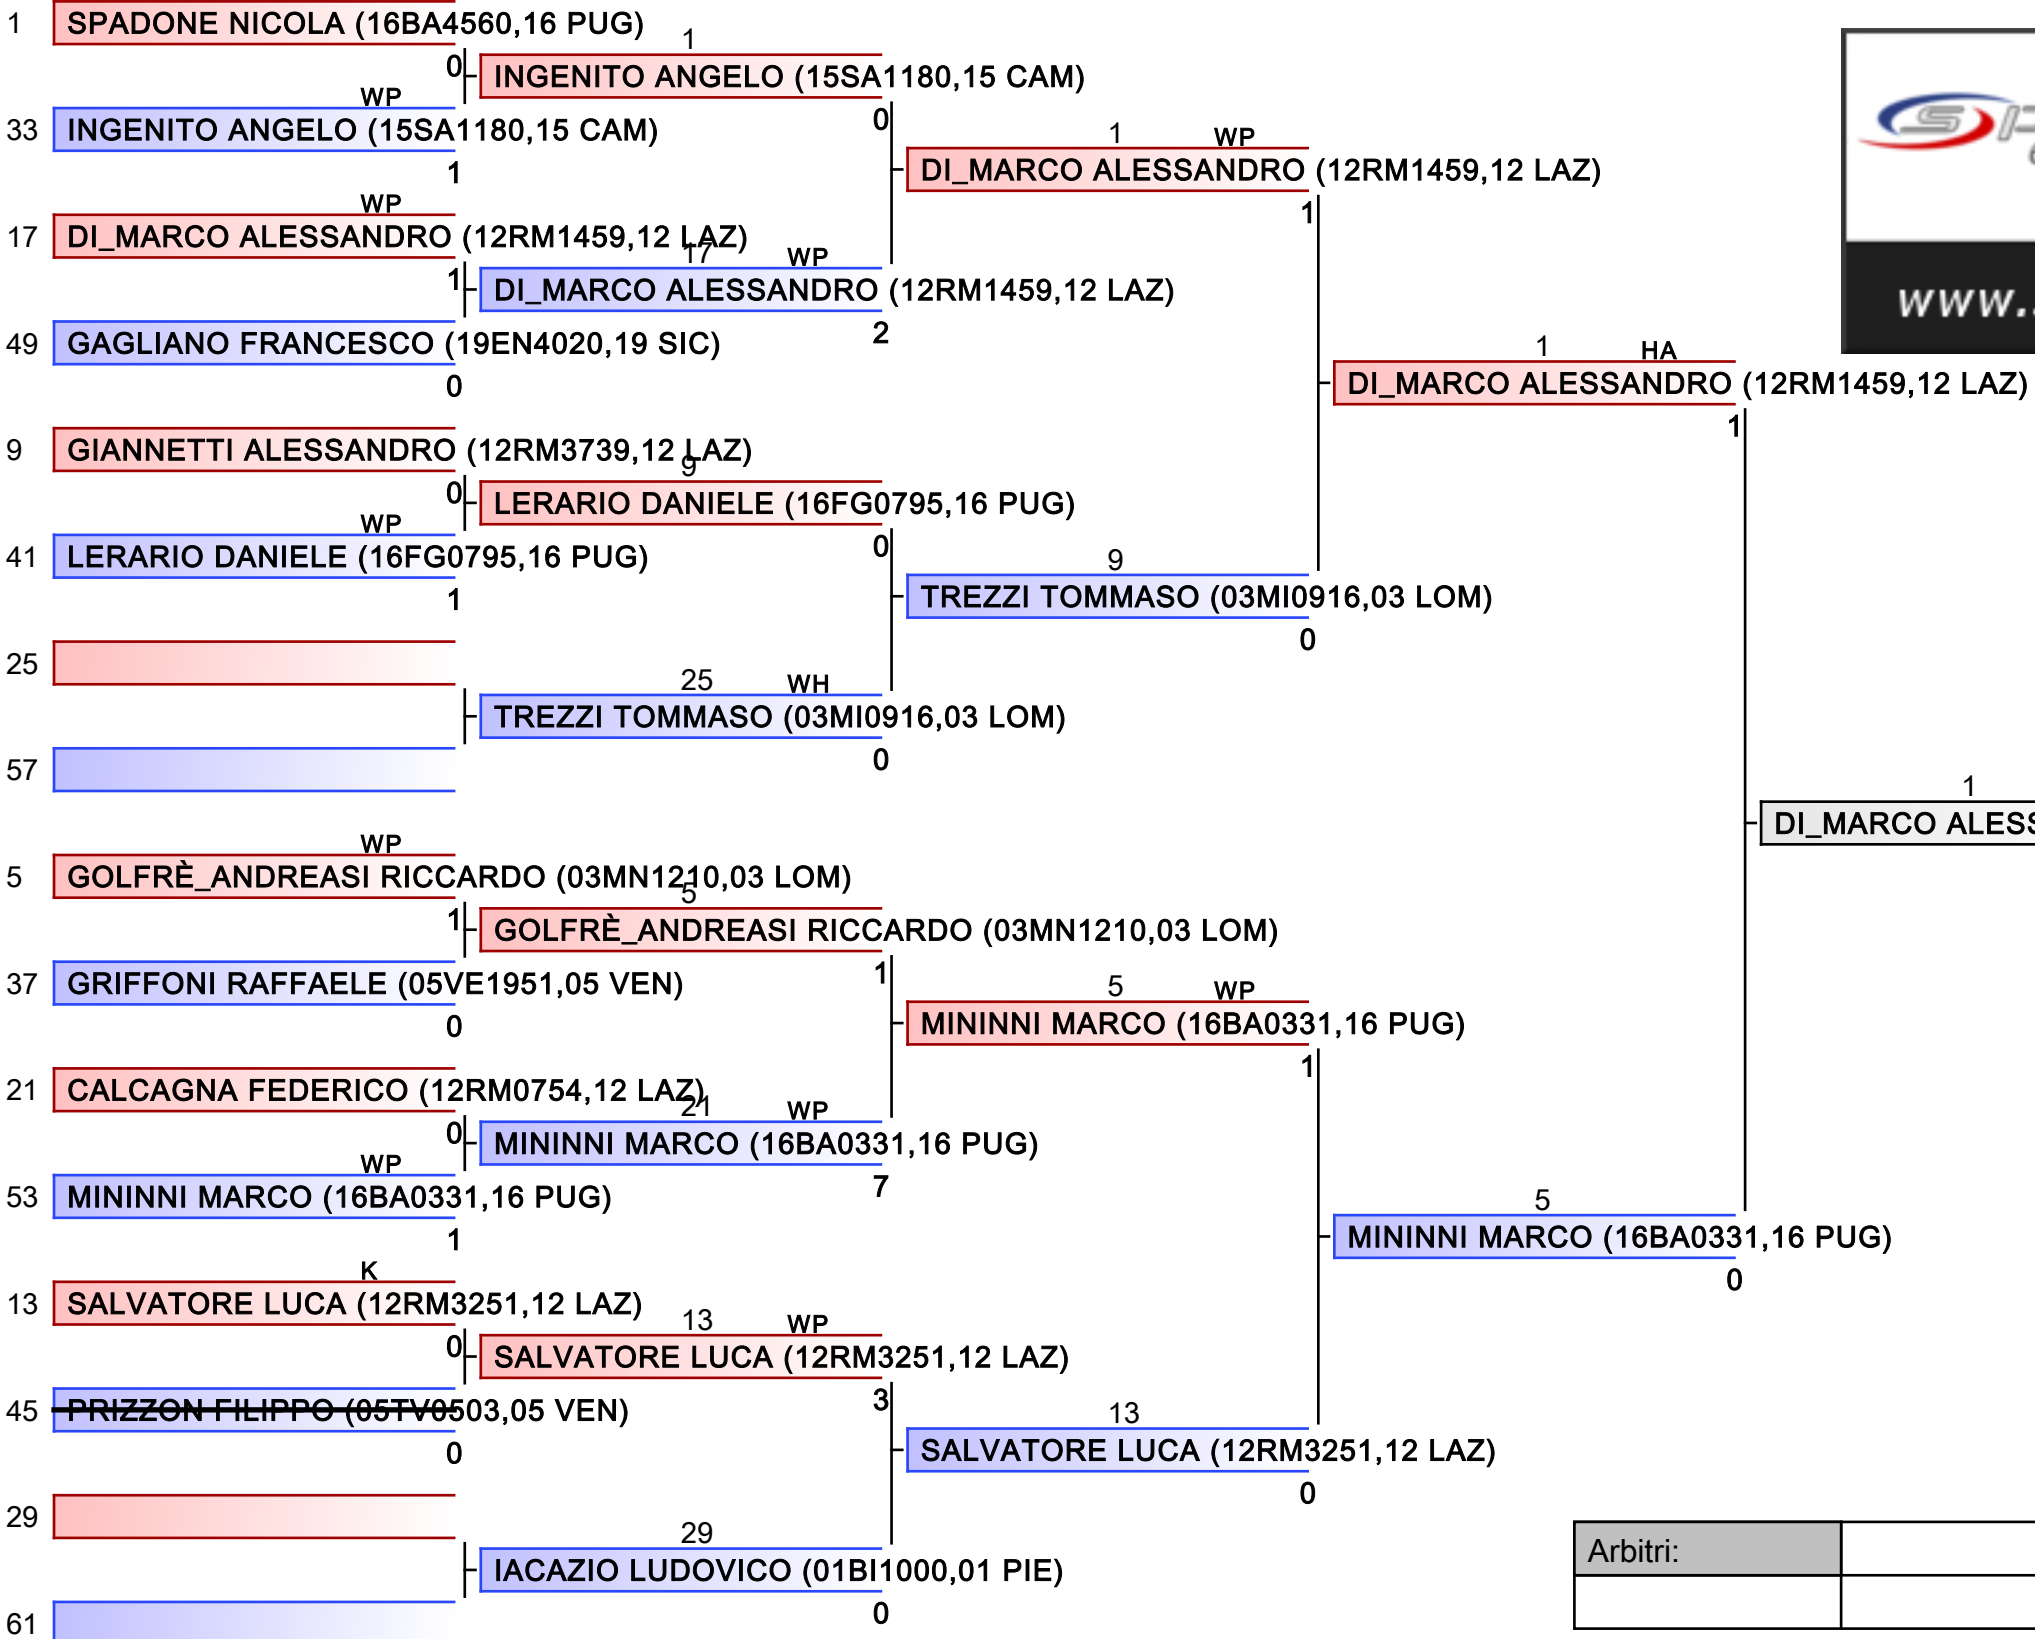 1 SPADONE NICOLA (16BA4560,16 PUG)
0
1
INGENITO ANGELO (15SA1180,15 CAM)
0
WP
33 INGENITO ANGELO (15SA1180,15 CAM)
1
1 WP
DI_MARCO ALESSANDRO (12RM1459,12 LAZ)
1
WP
17 DI_MARCO ALESSANDRO (12RM1459,12 LAZ)
1
17 WP
DI_MARCO ALESSANDRO (12RM1459,12 LAZ)
2
49 GAGLIANO FRANCESCO (19EN4020,19 SIC)
0
1 HA
DI_MARCO ALESSANDRO (12RM1459,12 LAZ)
1
9 GIANNETTI ALESSANDRO (12RM3739,12 LAZ)
0
9
LERARIO DANIELE (16FG0795,16 PUG)
0
WP
41 LERARIO DANIELE (16FG0795,16 PUG)
1
9
TREZZI TOMMASO (03MI0916,03 LOM)
0
25
25 WH
TREZZI TOMMASO (03MI0916,03 LOM)
0
57
1
DI_MARCO ALESS
WP
5 GOLFRÈ_ANDREASI RICCARDO (03MN1210,03 LOM)
1
5
GOLFRÈ_ANDREASI RICCARDO (03MN1210,03 LOM)
1
37 GRIFFONI RAFFAELE (05VE1951,05 VEN)
0
5 WP
MININNI MARCO (16BA0331,16 PUG)
1
21 CALCAGNA FEDERICO (12RM0754,12 LAZ)
0
21 WP
MININNI MARCO (16BA0331,16 PUG)
7
WP
53 MININNI MARCO (16BA0331,16 PUG)
1
5
MININNI MARCO (16BA0331,16 PUG)
0
K
13 SALVATORE LUCA (12RM3251,12 LAZ)
0
13 WP
SALVATORE LUCA (12RM3251,12 LAZ)
3
45 PRIZZON FILIPPO (05TV0503,05 VEN)
0
13
SALVATORE LUCA (12RM3251,12 LAZ)
0
29
29
IACAZIO LUDOVICO (01BI1000,01 PIE)
0
61
www.
Arbitri: